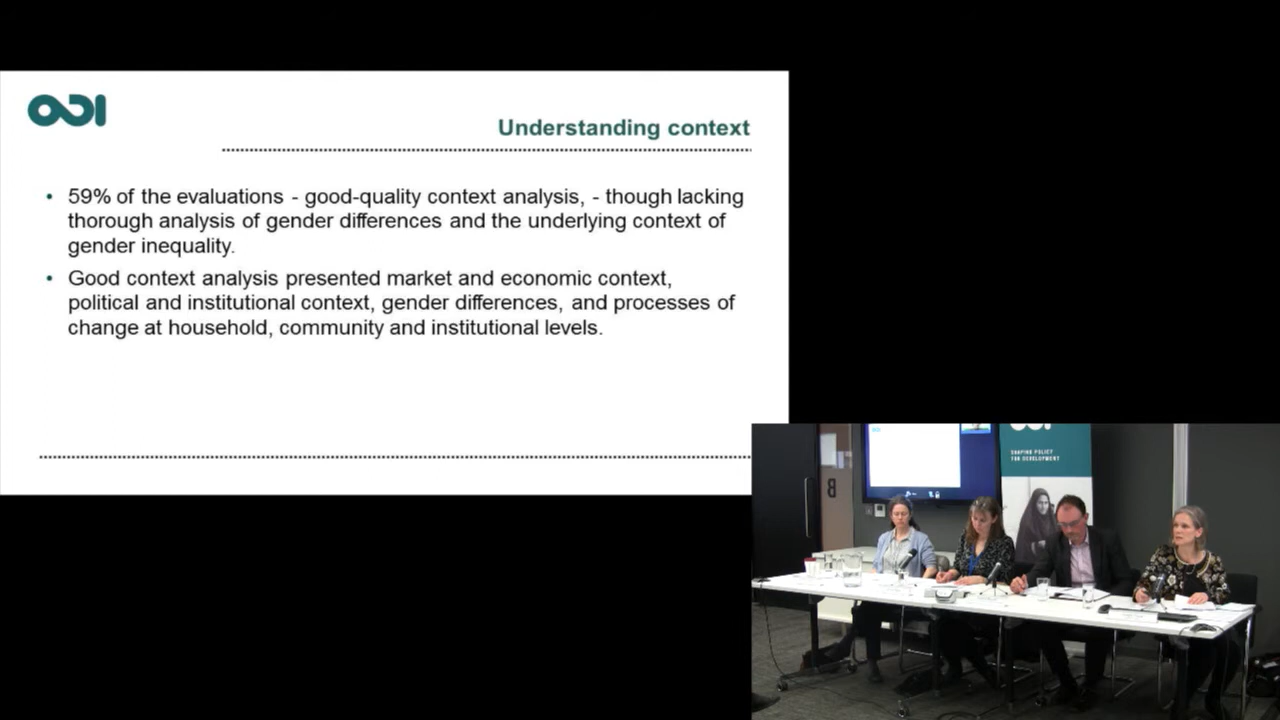 ODI
Understanding context
• 59% of the evaluations - good-quality context analysis, - though lacking
thorough analysis of gender differences and the underlying context of
gender inequality.
• Good context analysis presented market and economic context,
political and institutional context, gender differences, and processes of
change at household, community and institutional levels.
SHAPING POLICY
FOR DEVELOPMENT
B